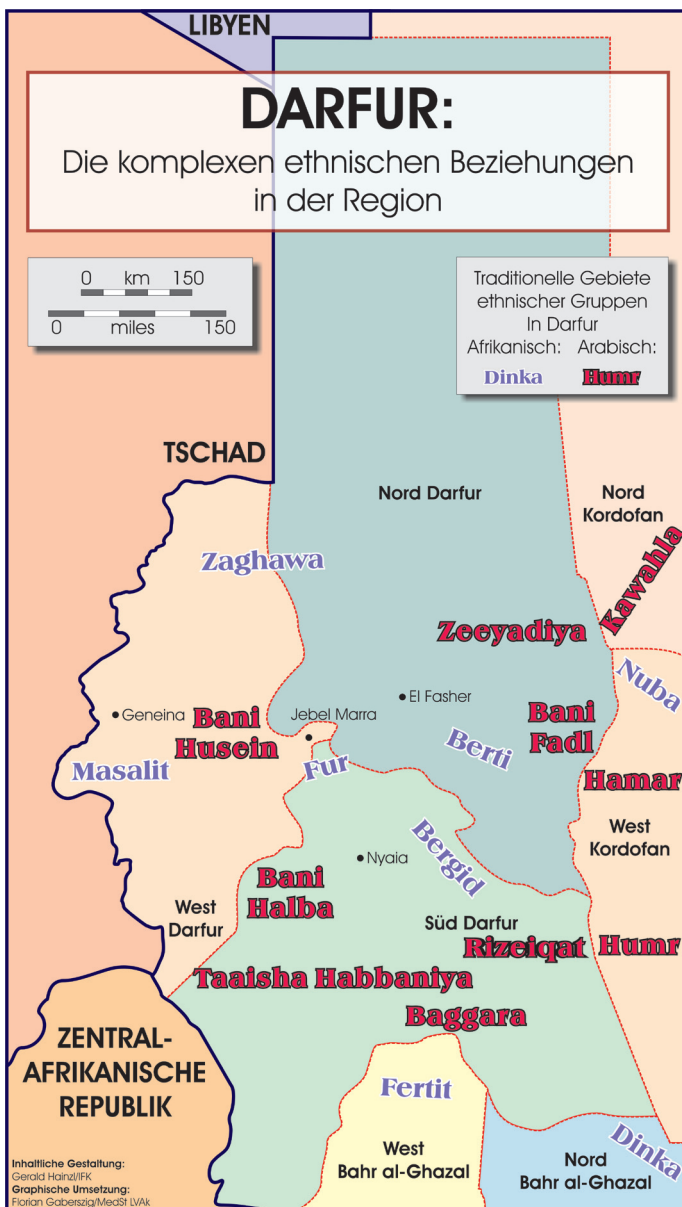 LIBYEN
DARFUR:
Die komplexen ethnischen Beziehungen
in der Region
0 km 150
0 miles 150
Traditionelle Gebiete
ethnischer Gruppen
In Darfur
Afrikanisch: Arabisch:
Dinka Humr
TSCHAD
Nord Darfur
Nord
Kordofan
Kawahla
Zaghawa
Zeeyadiya
Nuba
El Fasher
Geneina
Bani
Husein
Jebel Marra
Bani
Fadl
Berti
Masalit
Fur
Hamar
West
Kordofan
Bergid
Nyaia
Bani
Halba
West
Darfur
Süd Darfur
Rizeiqat
Humr
Taaisha Habbaniya
Baggara
ZENTRAL-
AFRIKANISCHE
REPUBLIK
Fertit
West
Bahr al-Ghazal
Dinka
Nord
Bahr al-Ghazal
Inhaltliche Gestaltung:
Gerald Hainzl/IFK
Graphische Umsetzung:
Florian Gaberszig/MedSt LVAk